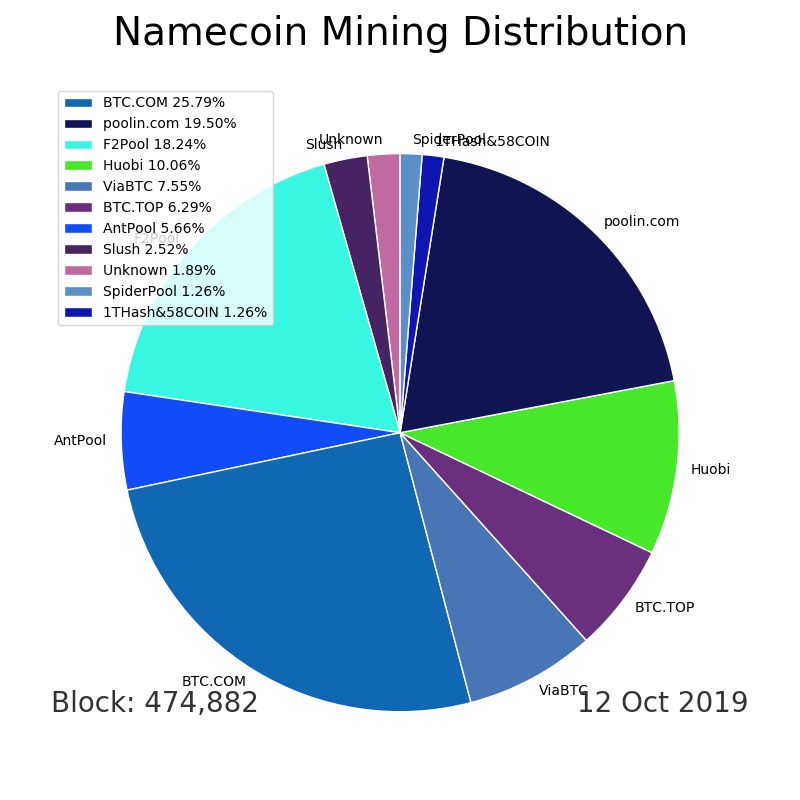 Namecoin Mining Distribution
BTC.COM 25.79%
poolin.com 19.50%
F2Pool 18.24%
Huobi 10.06%
ViaBTC 7.55%
BTC.TOP 6.29%
AntPool 5.66%
Slush 2.52%
Unknown 1.89%
SpiderPool 1.26%
1THash&58COIN 1.26%
Unknown
Slush
SpiderPool
1THash&58COIN
poolin.com
F2Pool
AntPool
Huobi
BTC.TOP
BTC.COM
ViaBTC
Block: 474,882
12 Oct 2019